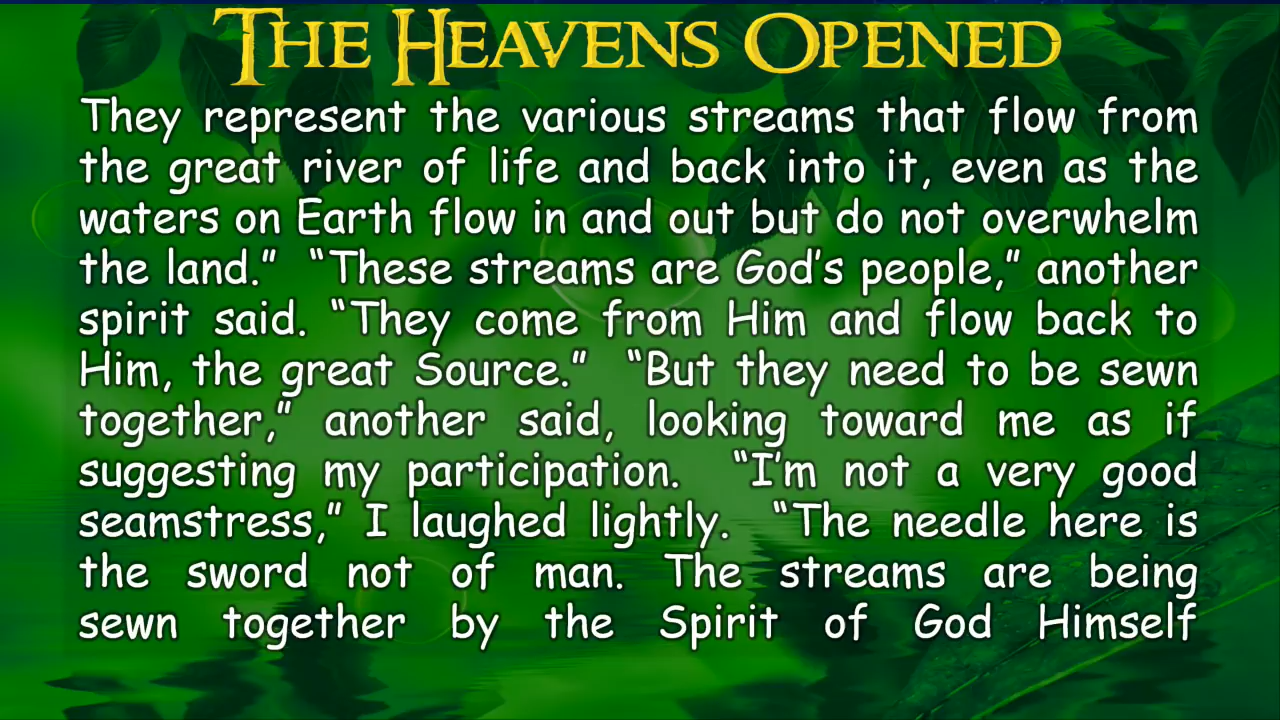 THE HEAVENS OPENED
They represent the various streams that flow from
the great river of life and back into it, even as the
waters on Earth flow in and out but do not overwhelm
the land.” “These streams are God’s people,” another
spirit said. “They come from Him and flow back to
Him, the great Source.” “But they need to be sewn
together,” another said, looking toward me as if
suggesting my participation. “I’m not a very good
seamstress,” I laughed lightly. “The needle here is
the sword not of man. The streams are being
sewn together by the Spirit of God Himself